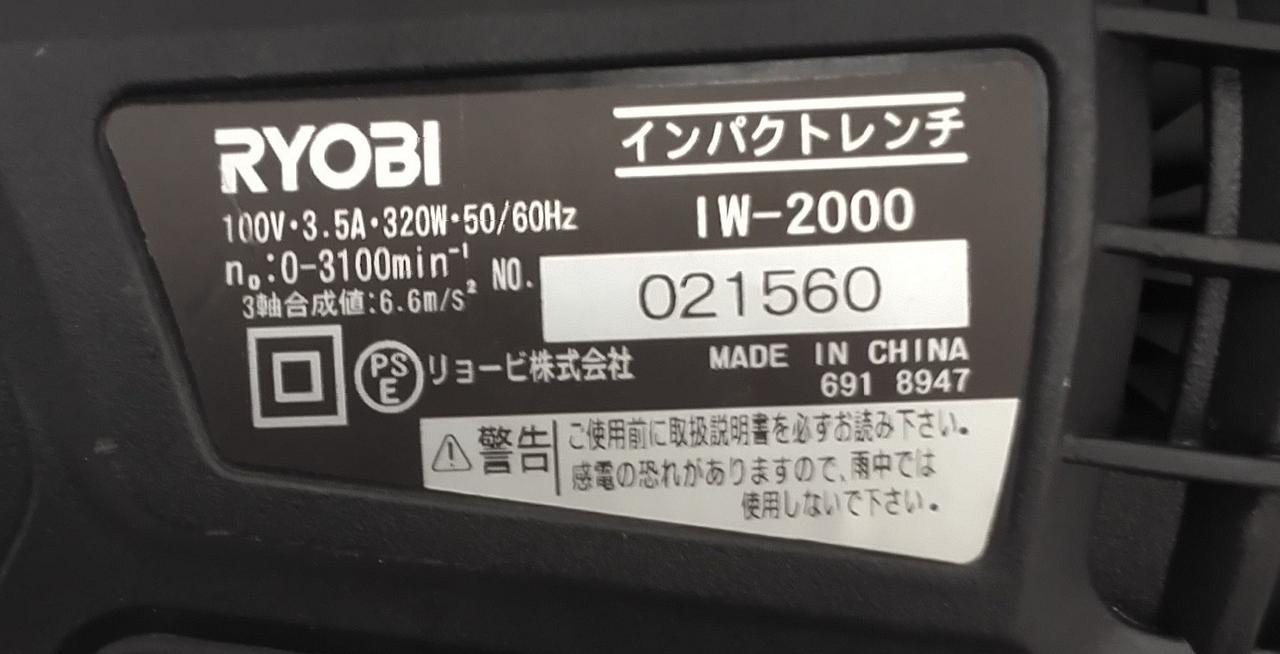 RYOBI
インパクトレンチ
100V・3.5A・320W・50/60Hz
IW-2000
n₀:0-3100min⁻¹
NO. 021560
3軸合成値:6.6m/s²
PSE
リョービ株式会社
MADE IN CHINA
691 8947
警告
ご使用前に取扱説明書を必ずお読み下さい。
感電の恐れがありますので、雨中では
使用しないで下さい。